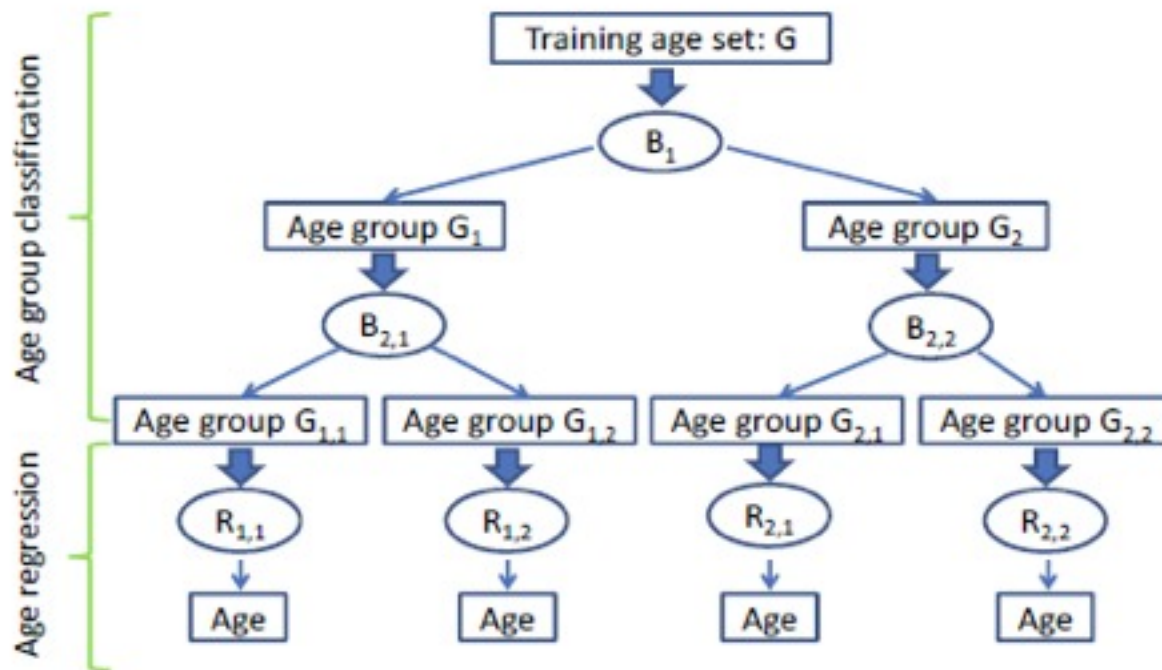 Training age set: G
B₁
Age group G₁
Age group G₂
B₂,₁
B₂,₂
Age group G₁,₁
Age group G₁,₂
Age group G₂,₁
Age group G₂,₂
R₁,₁
R₁,₂
R₂,₁
R₂,₂
Age
Age
Age
Age
Age group classification
Age regression